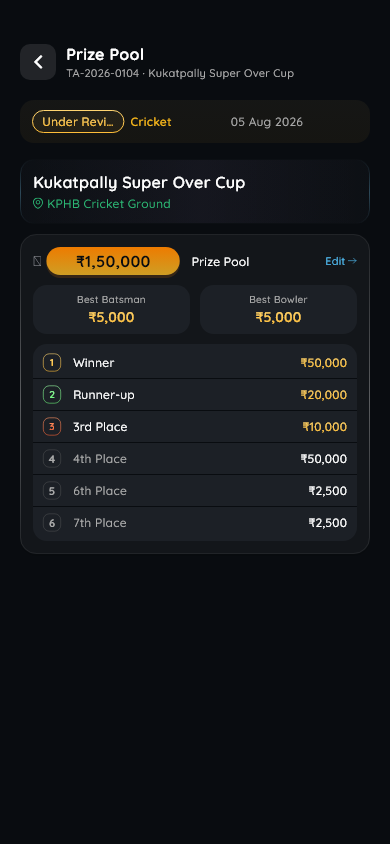 Prize Pool
TA-2026-0104 · Kukatpally Super Over Cup
Under Revi... Cricket 05 Aug 2026
Kukatpally Super Over Cup
KPHB Cricket Ground
₹1,50,000 Prize Pool Edit →
Best Batsman Best Bowler
₹5,000 ₹5,000
1 Winner ₹50,000
2 Runner-up ₹20,000
3 3rd Place ₹10,000
4 4th Place ₹50,000
5 6th Place ₹2,500
6 7th Place ₹2,500